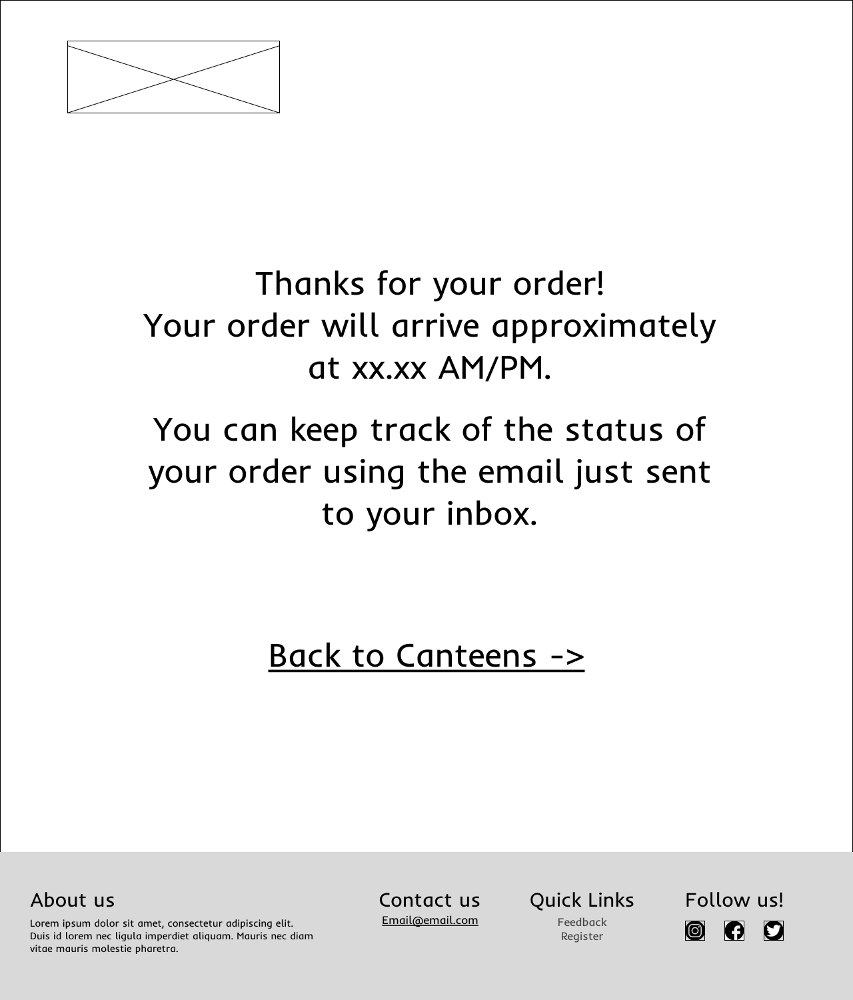 Thanks for your order!
Your order will arrive approximately
at xx.xx AM/PM.
You can keep track of the status of
your order using the email just sent
to your inbox.
Back to Canteens ->
About us
Lorem ipsum dolor sit amet, consectetur adipiscing elit.
Duis id lorem nec ligula imperdiet aliquam. Mauris nec diam
vitae mauris molestie pharetra.
Contact us
Email@email.com
Quick Links
Feedback
Register
Follow us!